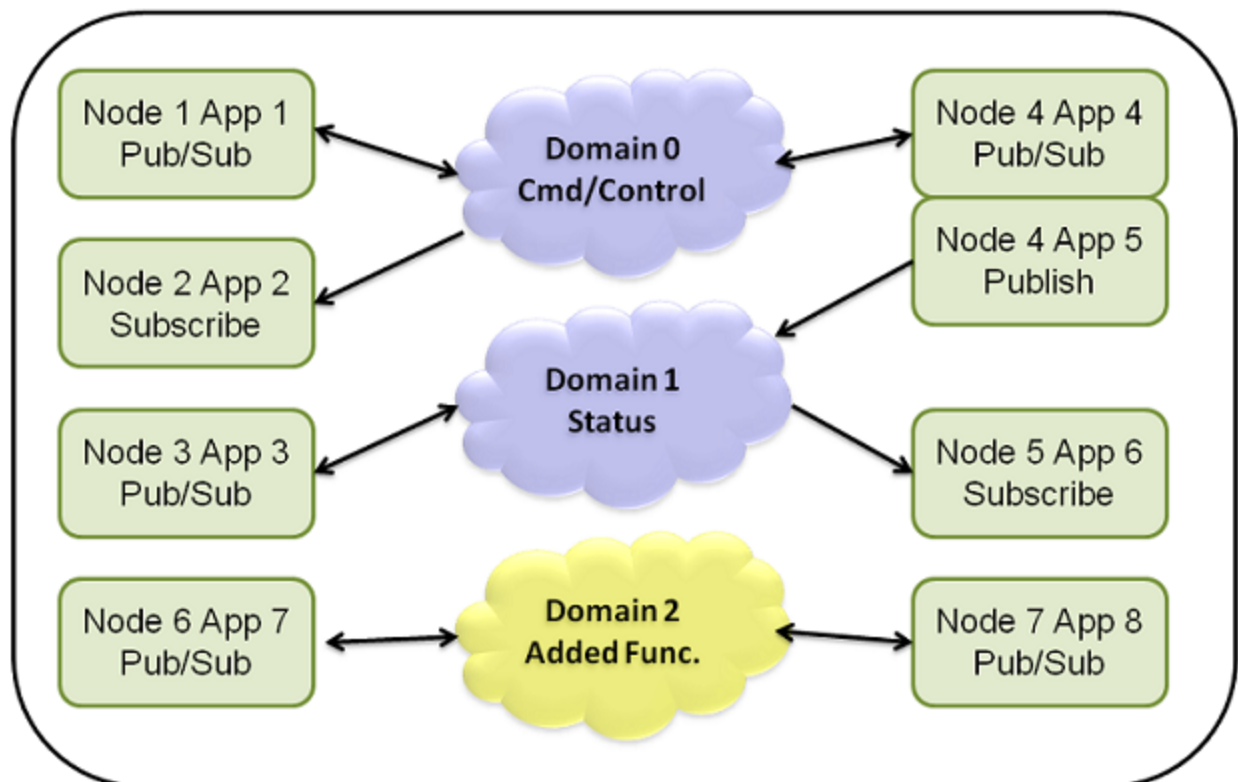 Node 1 App 1
Pub/Sub
Domain 0
Cmd/Control
Node 4 App 4
Pub/Sub
Node 2 App 2
Subscribe
Node 4 App 5
Publish
Domain 1
Status
Node 3 App 3
Pub/Sub
Node 5 App 6
Subscribe
Node 6 App 7
Pub/Sub
Domain 2
Added Func.
Node 7 App 8
Pub/Sub